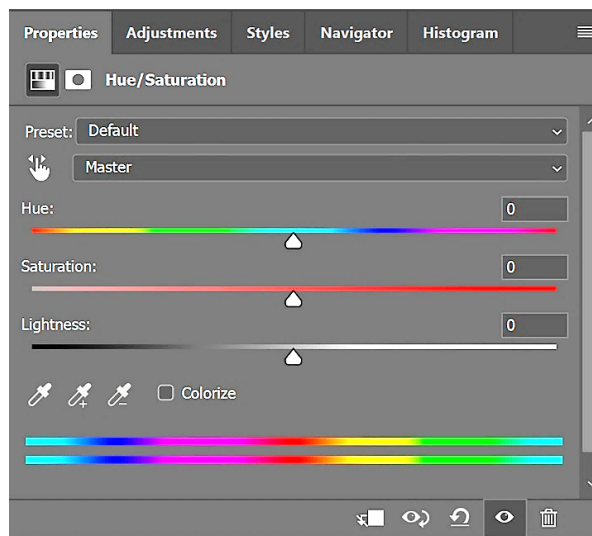 Properties Adjustments Styles Navigator Histogram
Hue/Saturation
Preset: Default
Master
Hue: 0
Saturation: 0
Lightness: 0
Colorize